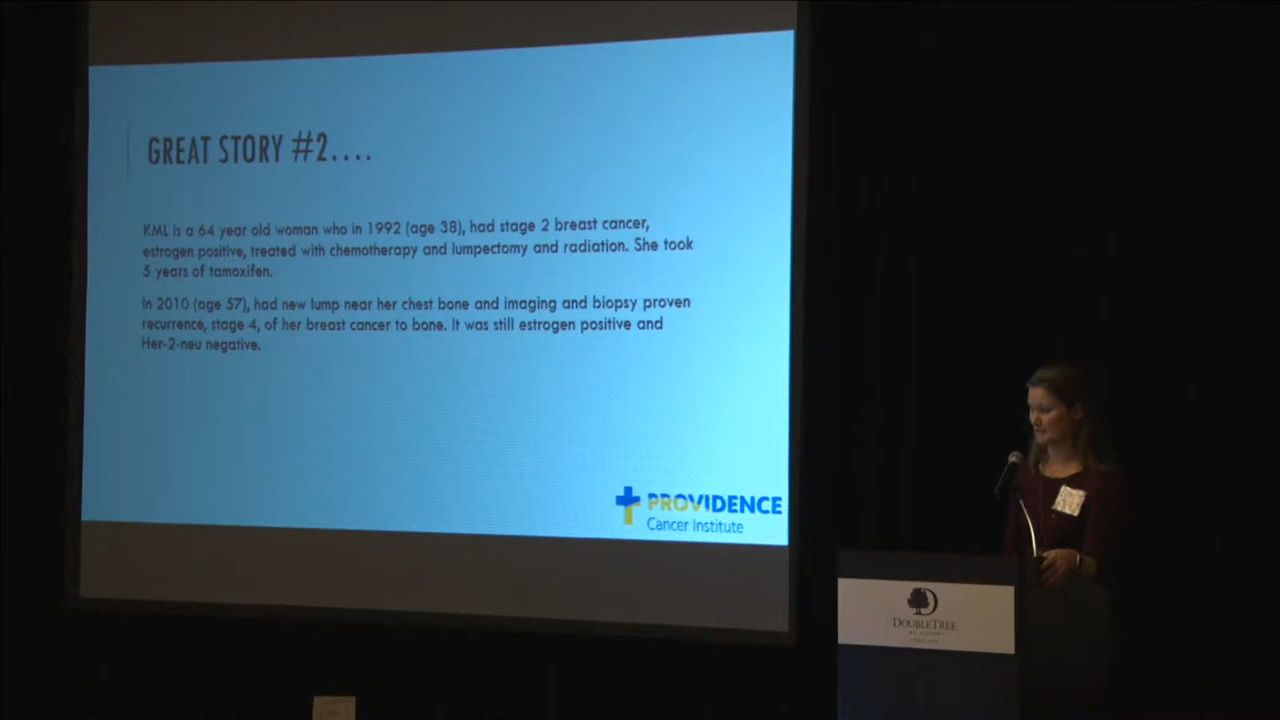 GREAT STORY #2....
KML is a 64 year old woman who in 1992 (age 38), had stage 2 breast cancer,
estrogen positive, treated with chemotherapy and lumpectomy and radiation. She took
5 years of tamoxifen.
In 2010 (age 57), had new lump near her chest bone and imaging and biopsy proven
recurrence, stage 4, of her breast cancer to bone. It was still estrogen positive and
Her-2-neu negative.
PROVIDENCE
Cancer Institute
DOUBLETREE
BY HILTON